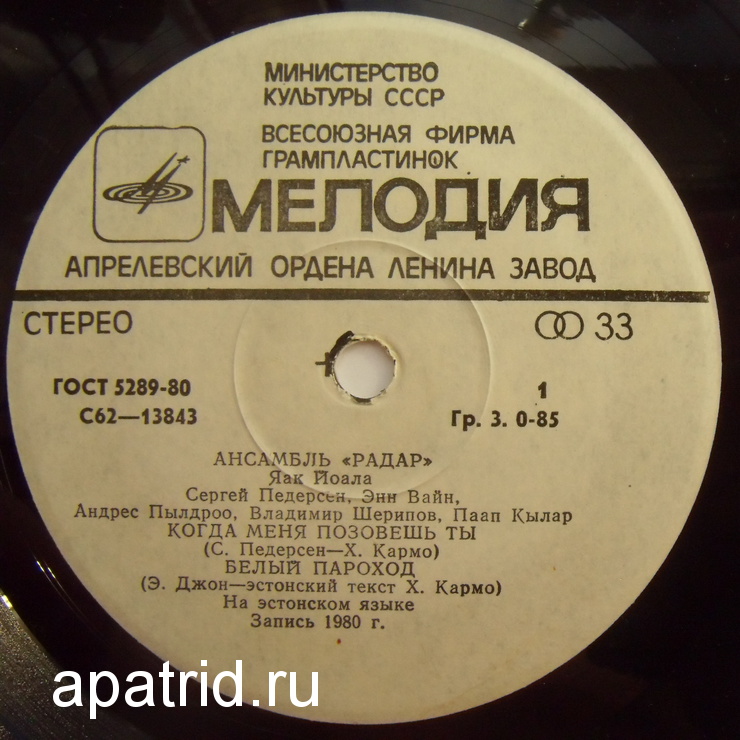 МИНИСТЕРСТВО
КУЛЬТУРЫ СССР
ВСЕСОЮЗНАЯ ФИРМА
ГРАМПЛАСТИНОК
МЕЛОДИЯ
АПРЕЛЕВСКИЙ ОРДЕНА ЛЕНИНА ЗАВОД
СТЕРЕО
33
ГОСТ 5289-80
1
С62—13843
Гр. 3. 0-85
АНСАМБЛЬ «РАДАР»
Яак Йоала
Сергей Педерсен, Энн Вайн,
Андрес Пылдроо, Владимир Шерипов, Паап Кылар
КОГДА МЕНЯ ПОЗОВЕШЬ ТЫ
(С. Педерсен—Х. Кармо)
БЕЛЫЙ ПАРОХОД
(Э. Джон—эстонский текст Х. Кармо)
На эстонском языке
Запись 1980 г.
apatrid.ru